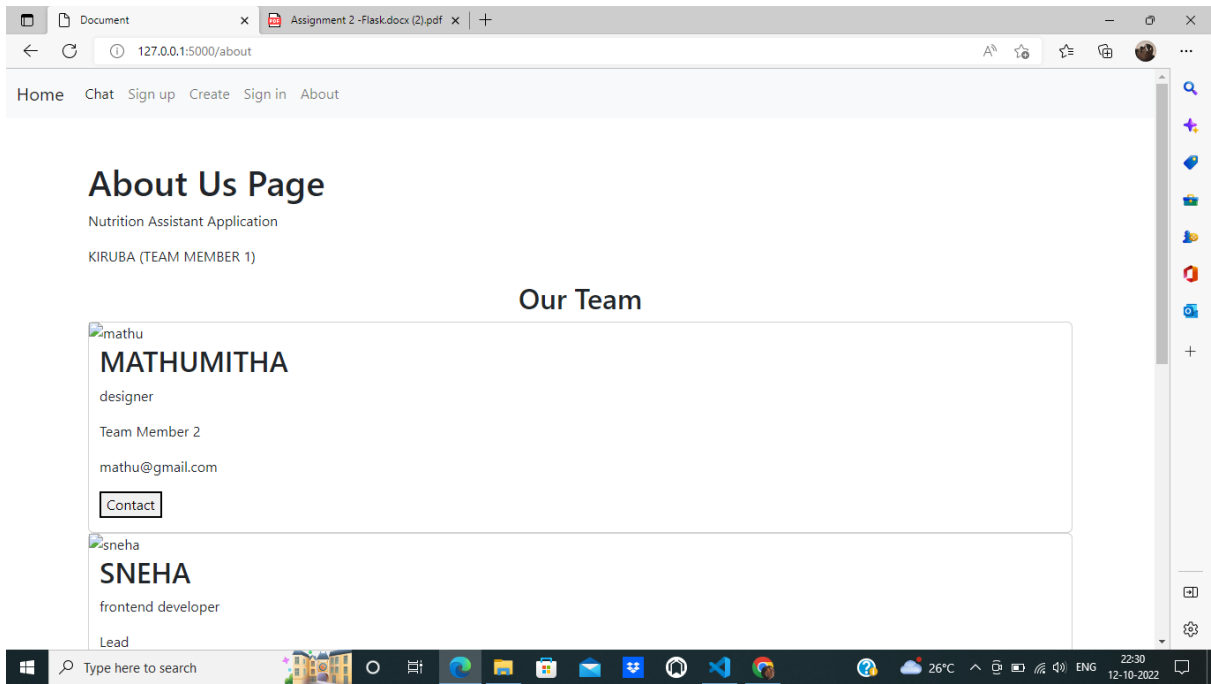 Document
Assignment 2 -Flask.docx (2).pdf
127.0.0.1:5000/about
Home Chat Sign up Create Sign in About
About Us Page
Nutrition Assistant Application
KIRUBA (TEAM MEMBER 1)
Our Team
mathu
MATHUMITHA
designer
Team Member 2
mathu@gmail.com
Contact
sneha
SNEHA
frontend developer
Lead
Type here to search
26°C
ENG
22:30
12-10-2022